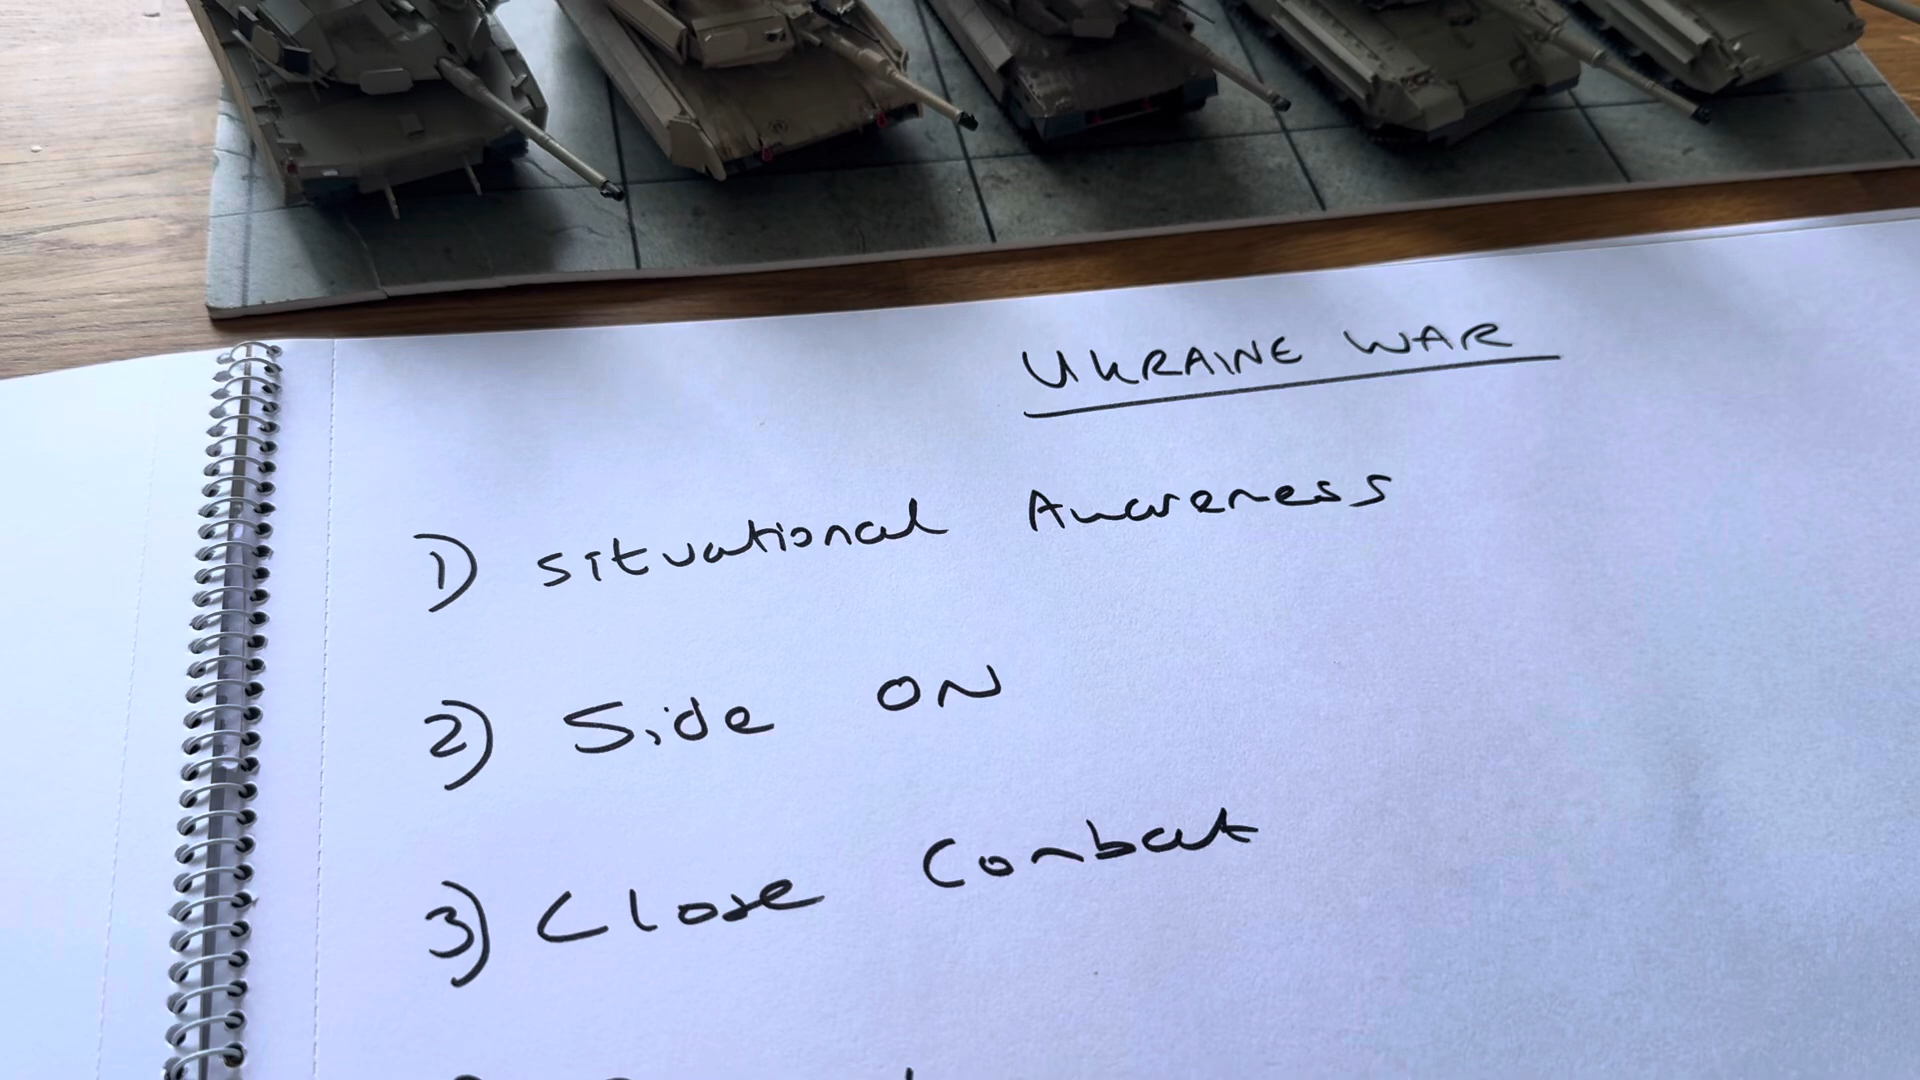 UKRAINE WAR
1) Situational Awareness
2) Side ON
3) Close Combat